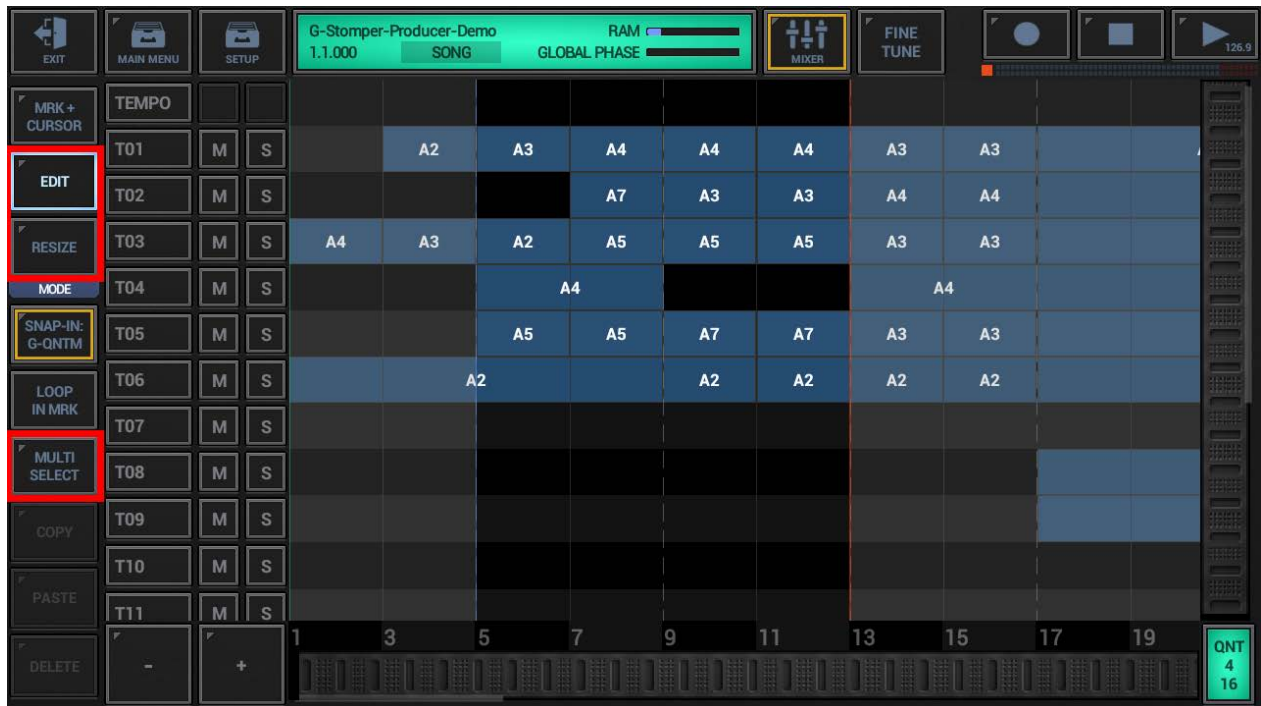 EXIT
MAIN MENU
SETUP
G-Stomper-Producer-Demo RAM
1.1.000 SONG GLOBAL PHASE
MIXER
FINE
TUNE
126.9
MRK +
CURSOR
EDIT
RESIZE
MODE
SNAP-IN:
G-QNTM
LOOP
IN MRK
MULTI
SELECT
COPY
PASTE
DELETE
TEMPO
T01 M S A2 A3 A4 A4 A4 A3 A3
T02 M S A7 A3 A3 A4 A4
T03 M S A4 A3 A2 A5 A5 A5 A3 A3
T04 M S A4 A4
T05 M S A5 A5 A7 A7 A3 A3
T06 M S A2 A2 A2 A2 A2
T07 M S
T08 M S
T09 M S
T10 M S
T11 M S
- +
1 3 5 7 9 11 13 15 17 19
QNT
4
16